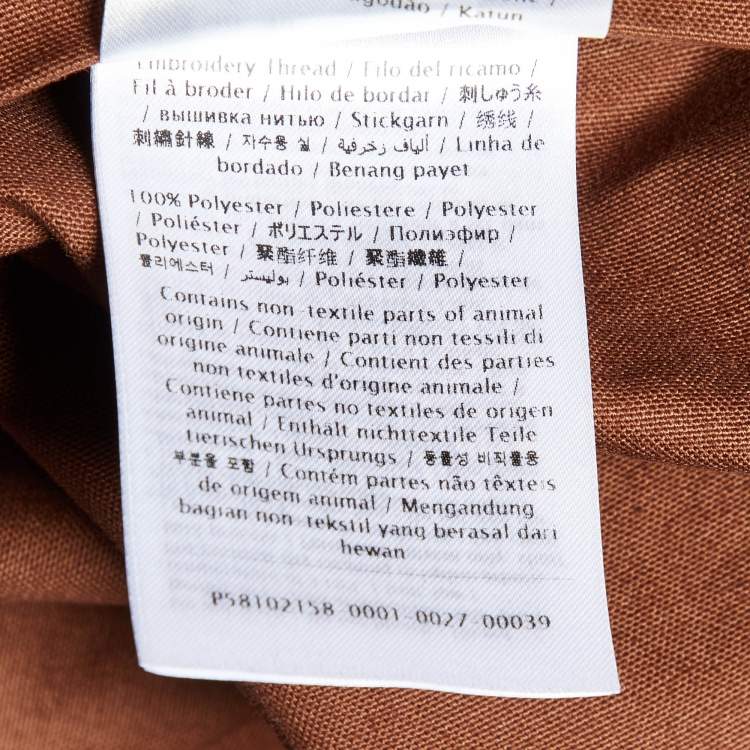 / Katun
Embroidery Thread / Filo del ricamo /
Fil à broder / Hilo de bordar / 刺しゅう糸
/ вышивка нитью / Stickgarn / 绣线 /
刺繡針線 / 자수용 실 / ألياف زخرفية / Linha de
bordado / Benang payet
100% Polyester / Poliestere / Polyester
/ Poliéster / ポリエステル / Полиэфир /
Polyester / 聚酯纤维 / 聚酯纖維 /
폴리에스터 / بوليستر / Poliéster / Polyester
Contains non-textile parts of animal
origin / Contiene parti non tessili di
origine animale / Contient des parties
non textiles d'origine animale /
Contiene partes no textiles de origen
animal / Enthält nichttextile Teile
tierischen Ursprungs / 동물성 비직물용
부분을 포함 / Contém partes não têxteis
de origem animal / Mengandung
bagian non-tekstil yang berasal dari
hewan
P58102158-0001-0027-00039